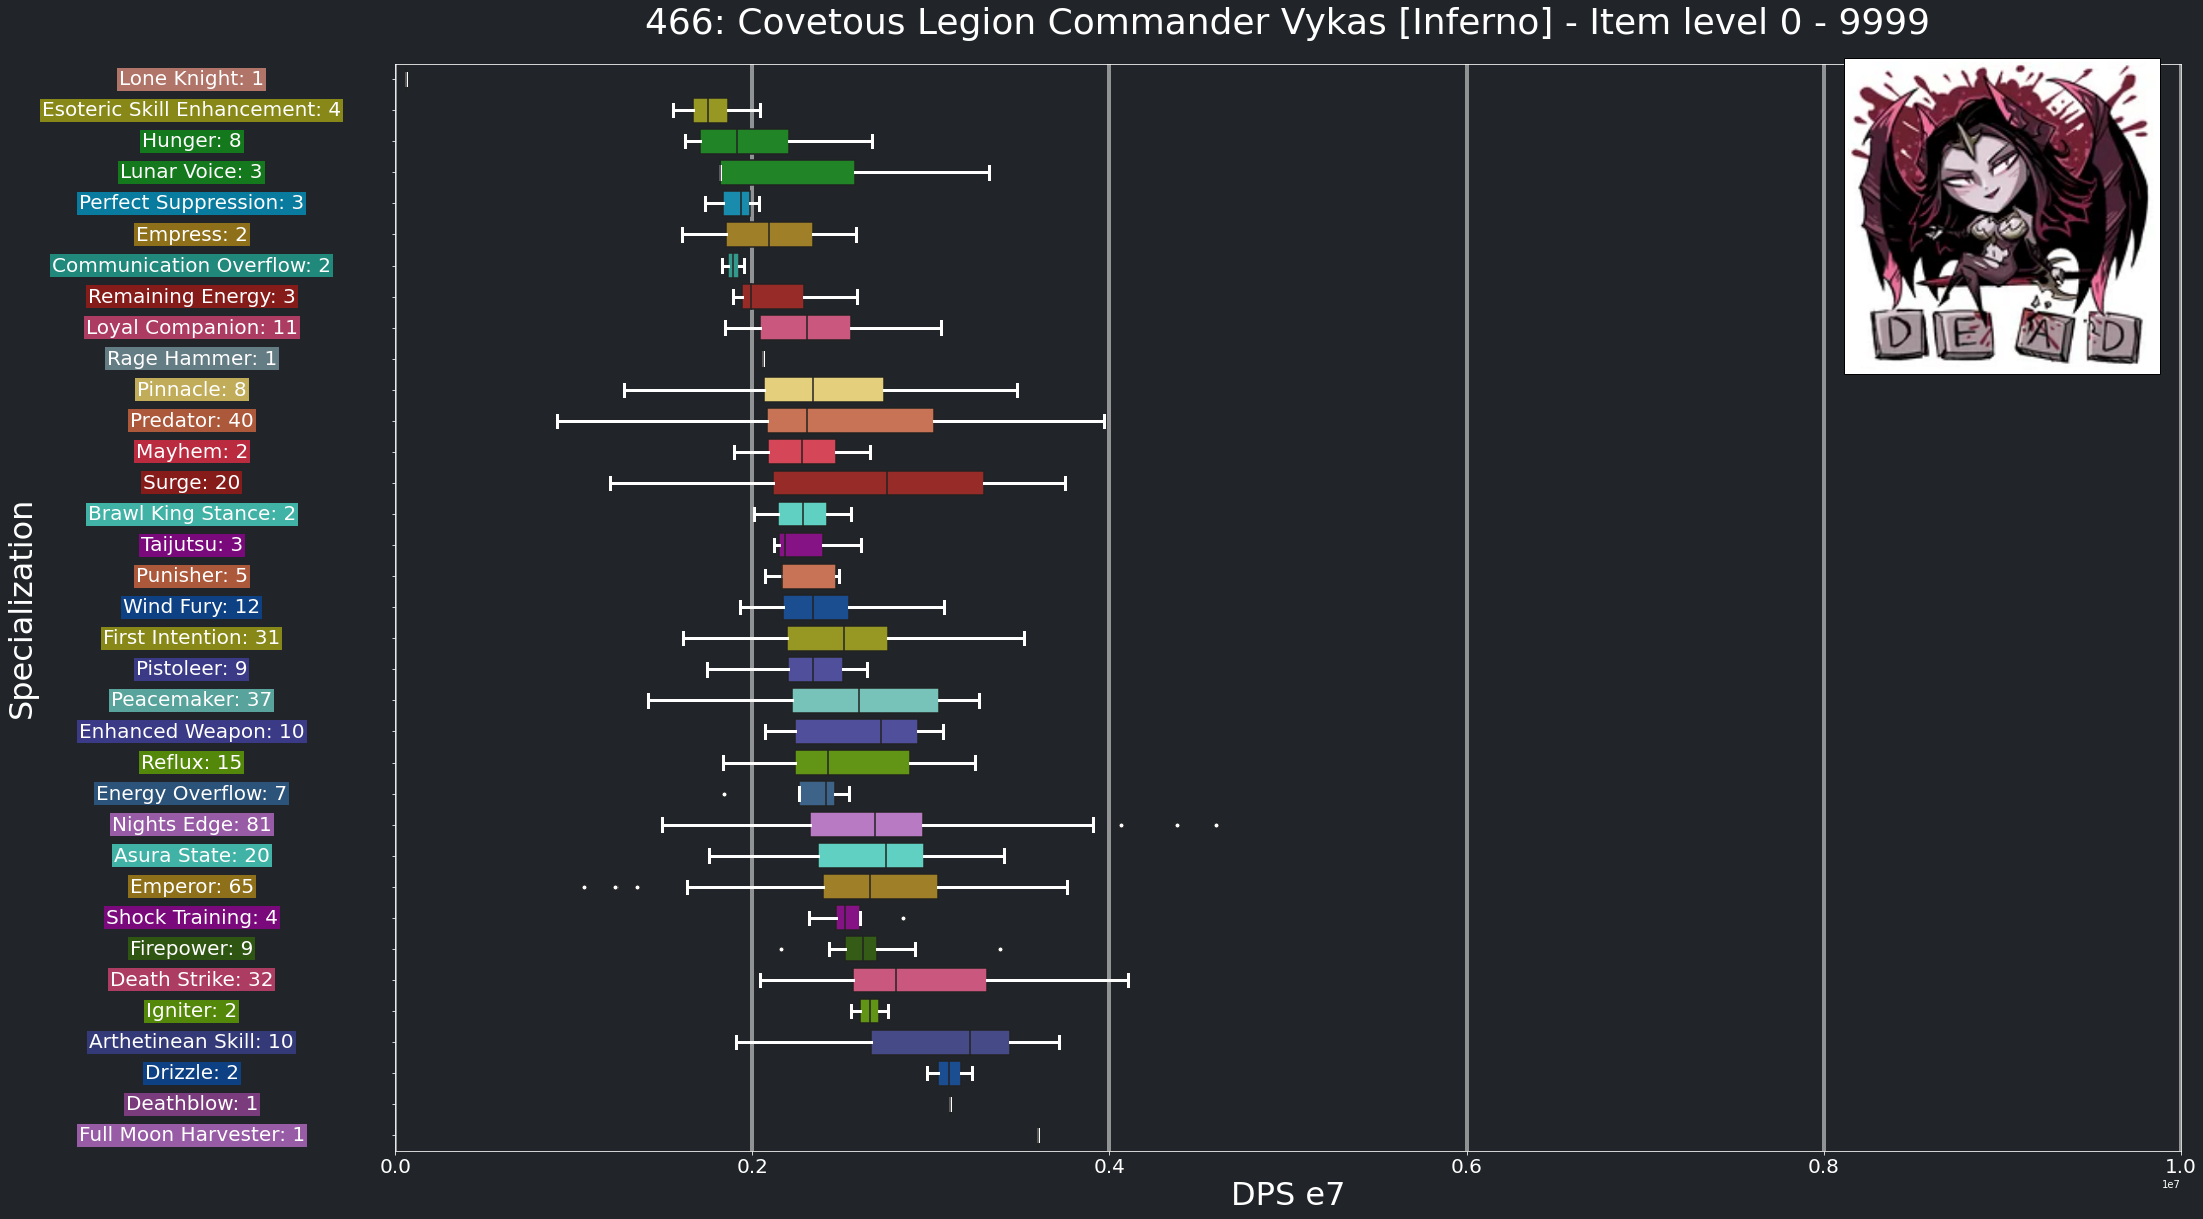 466: Covetous Legion Commander Vykas [Inferno] - Item level 0 - 9999
Specialization
Lone Knight: 1
Esoteric Skill Enhancement: 4
Hunger: 8
Lunar Voice: 3
Perfect Suppression: 3
Empress: 2
Communication Overflow: 2
Remaining Energy: 3
Loyal Companion: 11
Rage Hammer: 1
Pinnacle: 8
Predator: 40
Mayhem: 2
Surge: 20
Brawl King Stance: 2
Taijutsu: 3
Punisher: 5
Wind Fury: 12
First Intention: 31
Pistoleer: 9
Peacemaker: 37
Enhanced Weapon: 10
Reflux: 15
Energy Overflow: 7
Nights Edge: 81
Asura State: 20
Emperor: 65
Shock Training: 4
Firepower: 9
Death Strike: 32
Igniter: 2
Arthetinean Skill: 10
Drizzle: 2
Deathblow: 1
Full Moon Harvester: 1
D E A D
0.0 0.2 0.4 0.6 0.8 1.0
1e7
DPS e7